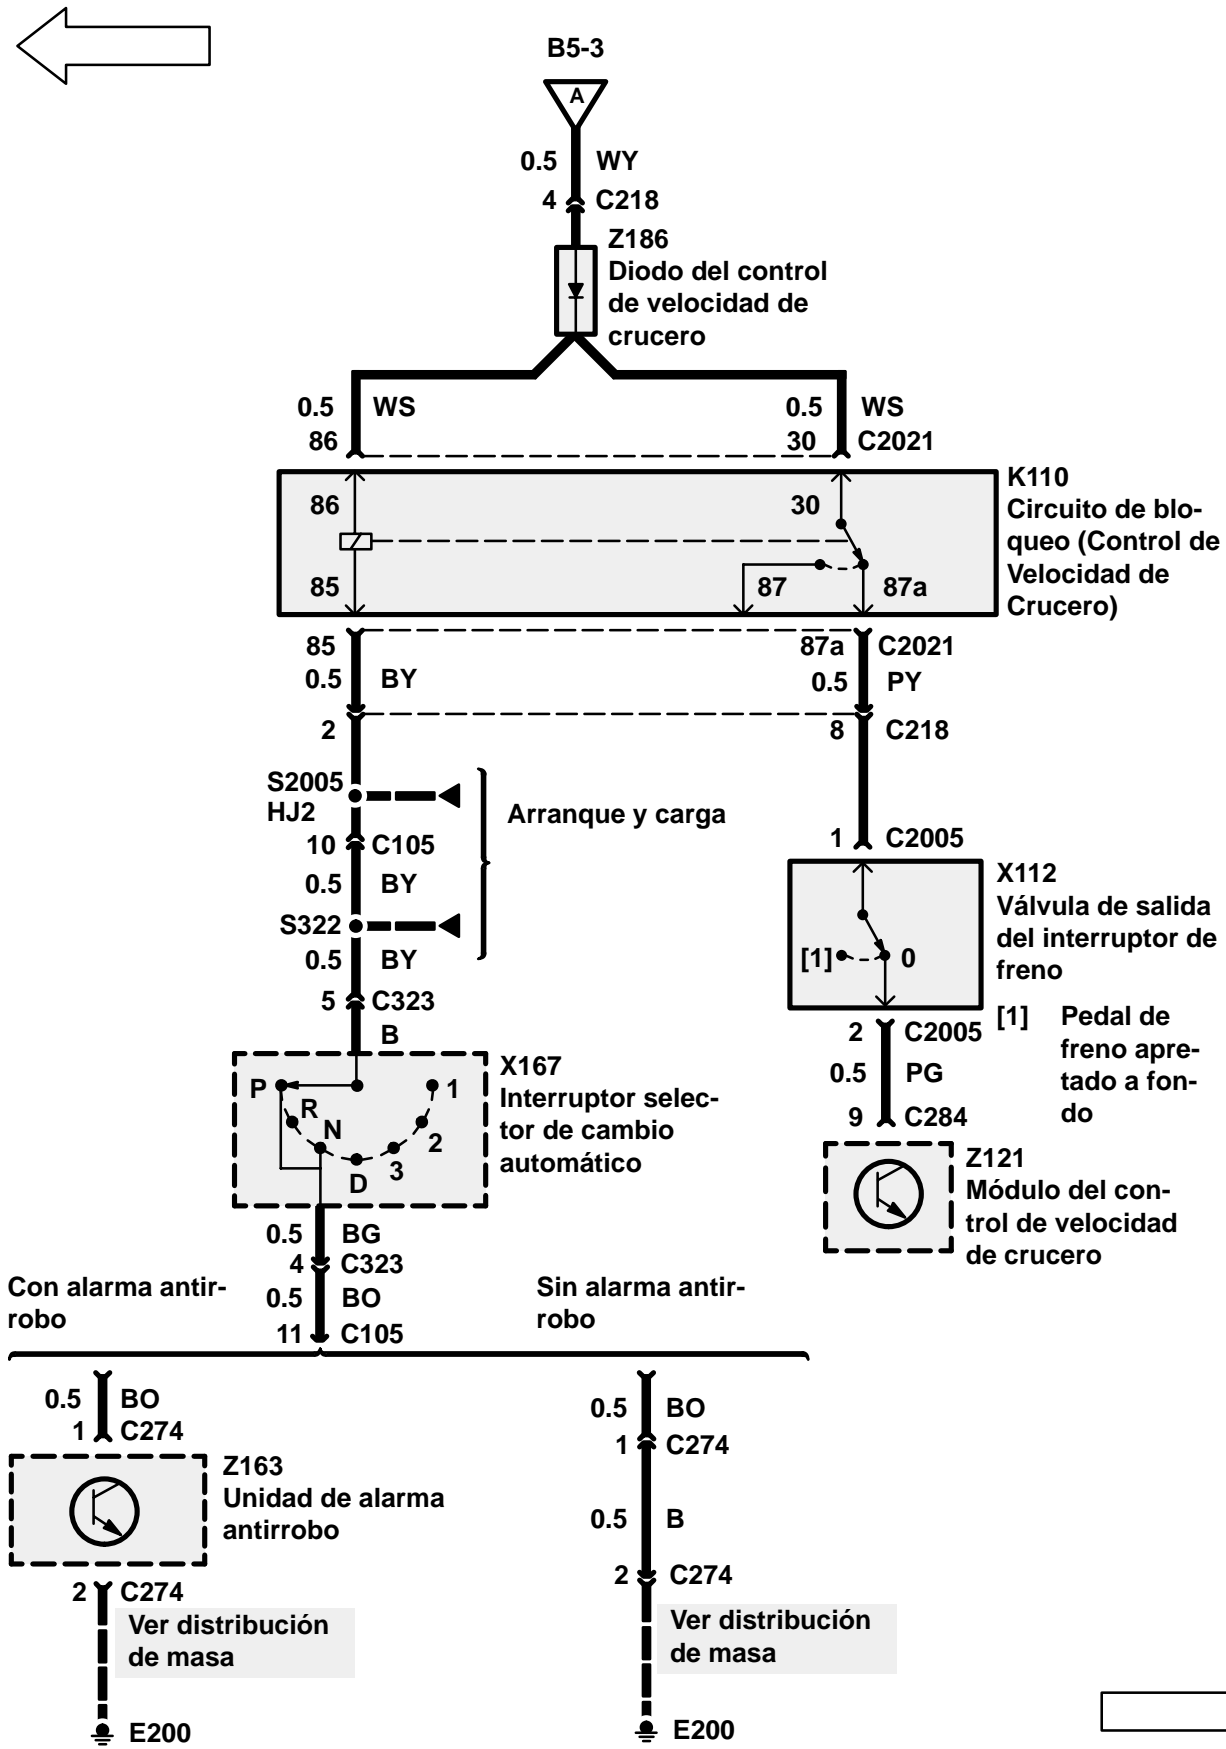 B5-3
A
0.5 WY
4 C218
Z186
Diodo del control
de velocidad de
crucero
0.5 WS 0.5 WS
86 30 C2021
K110
Circuito de blo-
queo (Control de
Velocidad de
Crucero)
86 30
85 87 87a
85 87a C2021
0.5 BY 0.5 PY
2 8 C218
S2005
HJ2
Arranque y carga
10 C105
0.5 BY
S322
0.5 BY
5 C323
B
1 C2005
X112
Válvula de salida
del interruptor de
freno
[1] 0
2 C2005
[1] Pedal de
freno apre-
tado a fon-
do
0.5 PG
9 C284
Z121
Módulo del con-
trol de velocidad
de crucero
X167
Interruptor selec-
tor de cambio
automático
P 1
R
N 2
D 3
0.5 BG
4 C323
0.5 BO
11 C105
Con alarma antir-
robo
Sin alarma antir-
robo
0.5 BO
1 C274
Z163
Unidad de alarma
antirrobo
2 C274
Ver distribución
de masa
E200
0.5 BO
1 C274
0.5 B
2 C274
Ver distribución
de masa
E200